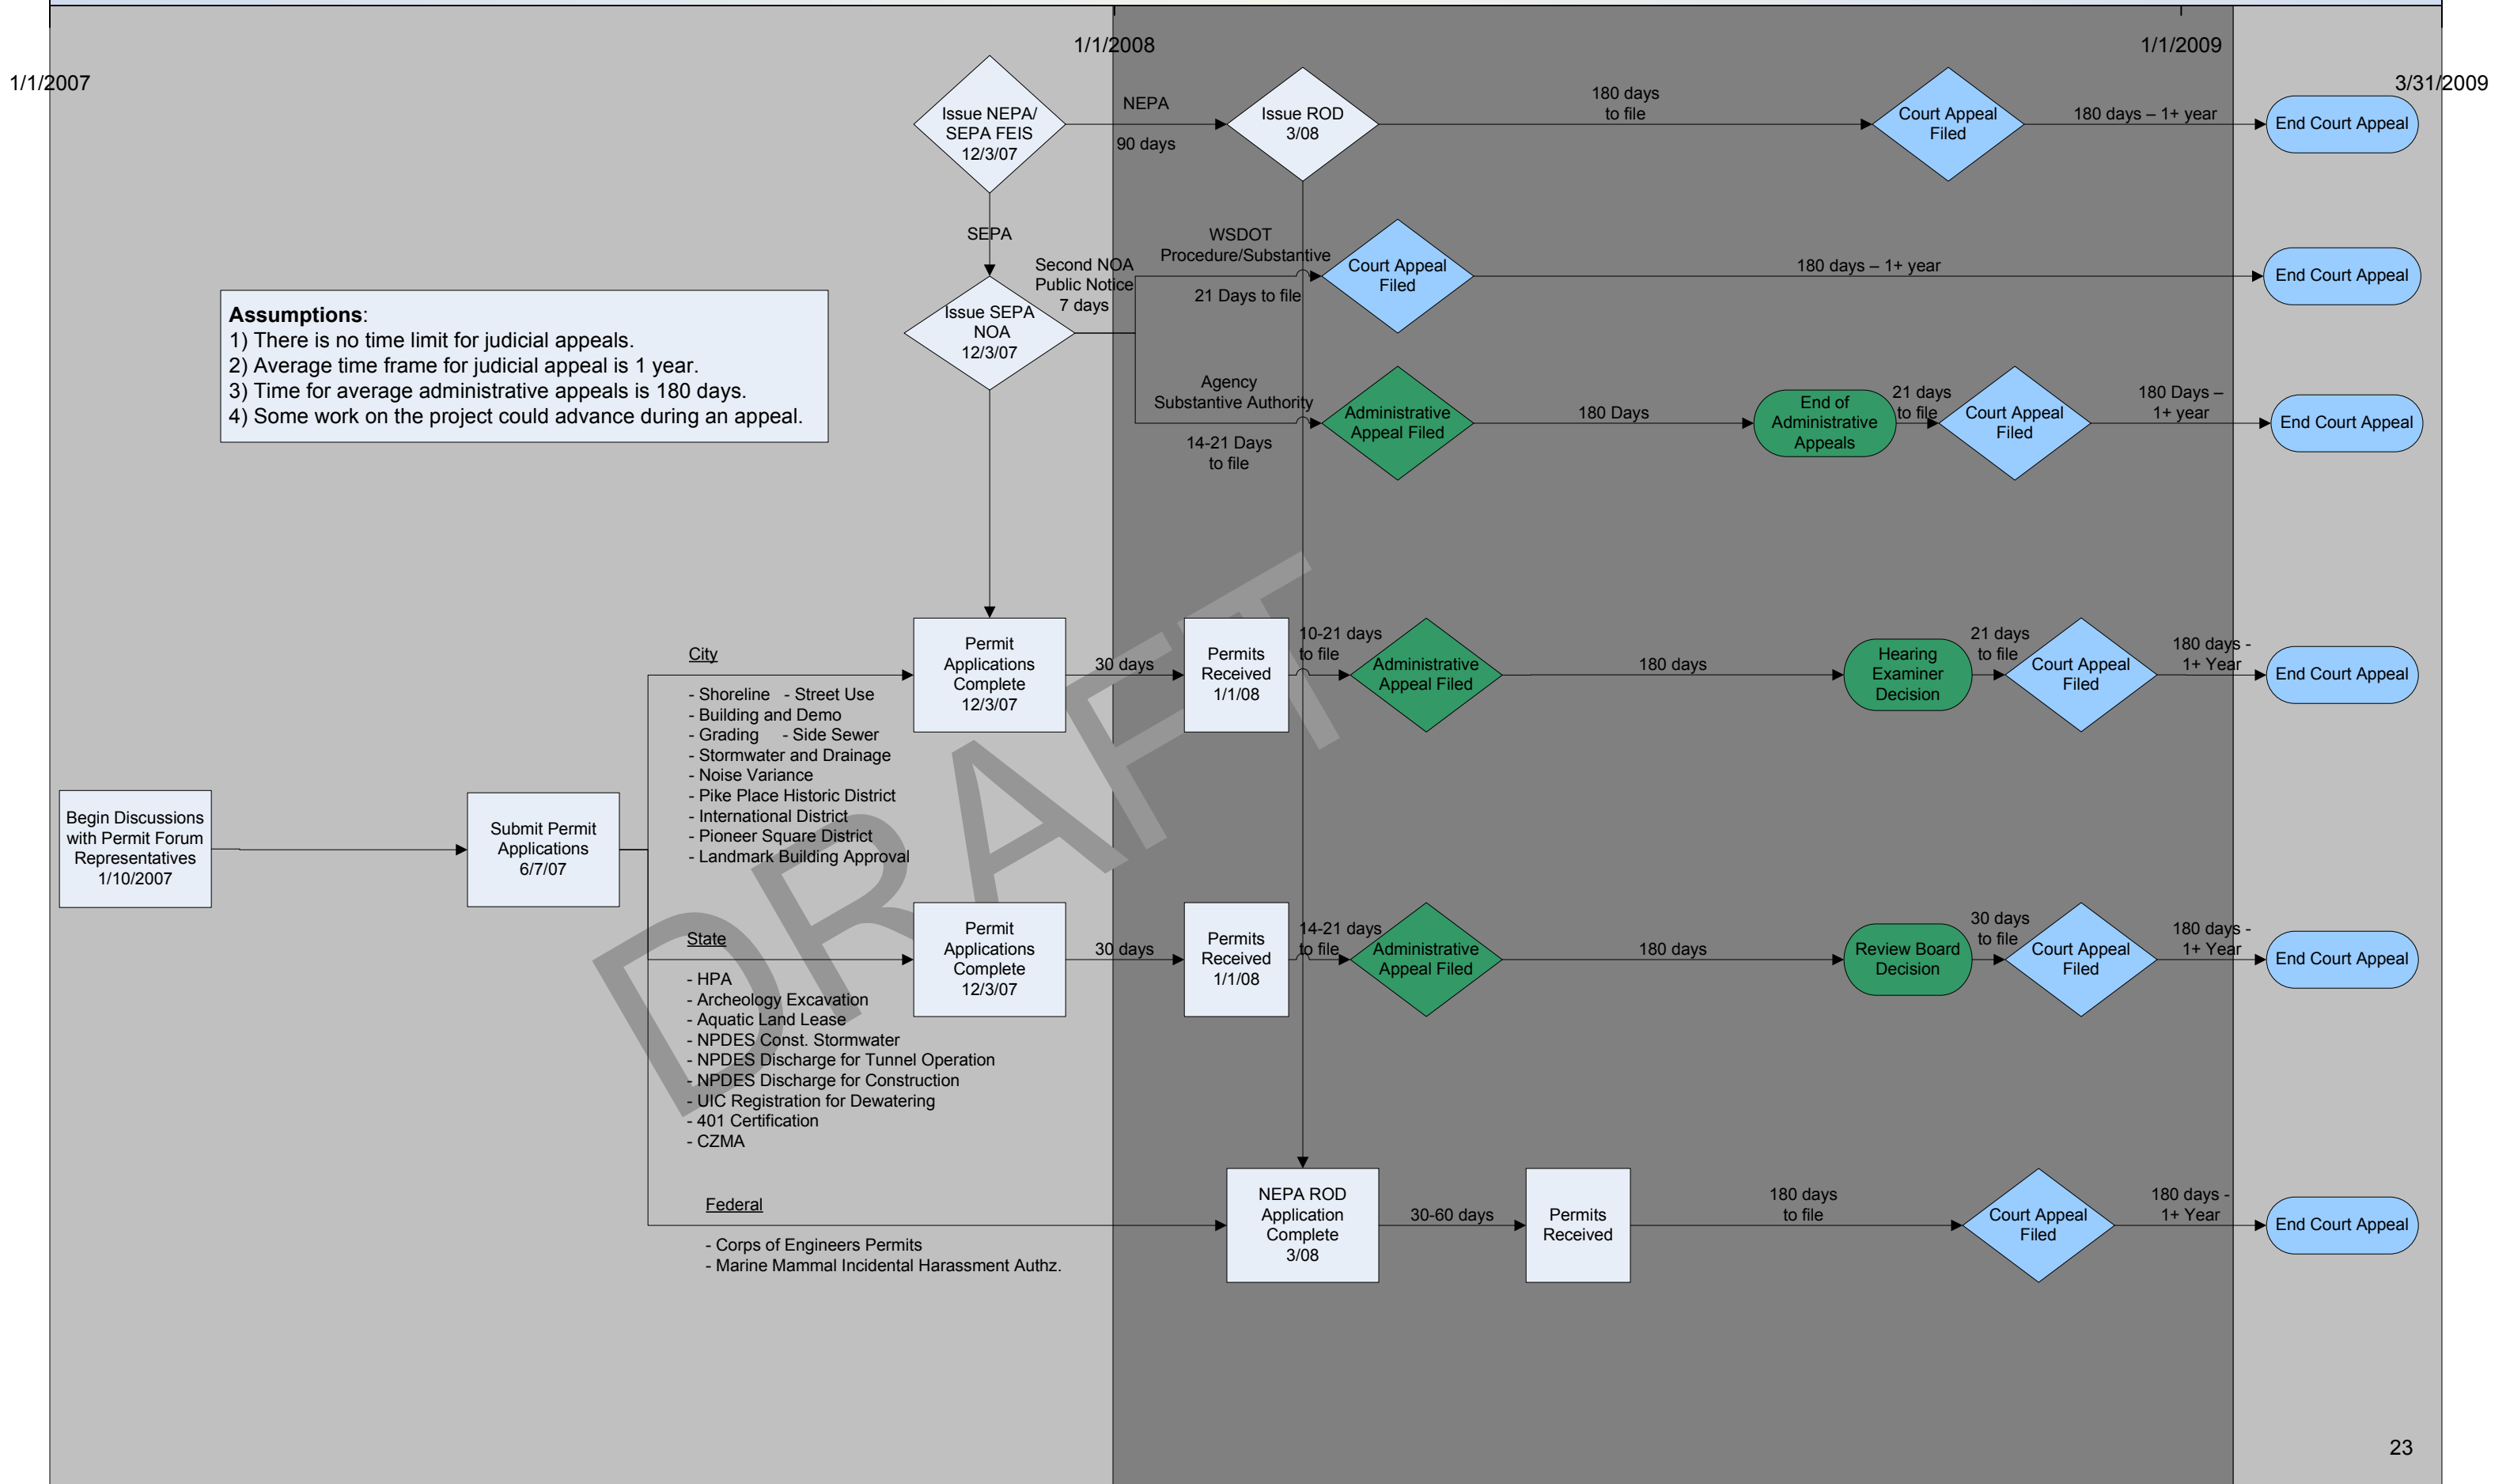 1/1/2007
1/1/2008
1/1/2009
3/31/2009
Issue NEPA/
SEPA FEIS
12/3/07
NEPA
90 days
Issue ROD
3/08
180 days
to file
Court Appeal
Filed
180 days – 1+ year
End Court Appeal
SEPA
Issue SEPA
NOA
12/3/07
Second NOA
Public Notice
7 days
WSDOT
Procedure/Substantive
21 Days to file
Court Appeal
Filed
180 days – 1+ year
End Court Appeal
Agency
Substantive Authority
14-21 Days
to file
Administrative
Appeal Filed
180 Days
End of
Administrative
Appeals
21 days
to file
Court Appeal
Filed
180 Days –
1+ year
End Court Appeal
Assumptions:
1) There is no time limit for judicial appeals.
2) Average time frame for judicial appeal is 1 year.
3) Time for average administrative appeals is 180 days.
4) Some work on the project could advance during an appeal.
Begin Discussions
with Permit Forum
Representatives
1/10/2007
Submit Permit
Applications
6/7/07
City
- Shoreline - Street Use
- Building and Demo
- Grading - Side Sewer
- Stormwater and Drainage
- Noise Variance
- Pike Place Historic District
- International District
- Pioneer Square District
- Landmark Building Approval
Permit
Applications
Complete
12/3/07
30 days
Permits
Received
1/1/08
10-21 days
to file
Administrative
Appeal Filed
180 days
Hearing
Examiner
Decision
21 days
to file
Court Appeal
Filed
180 days -
1+ Year
End Court Appeal
State
- HPA
- Archeology Excavation
- Aquatic Land Lease
- NPDES Const. Stormwater
- NPDES Discharge for Tunnel Operation
- NPDES Discharge for Construction
- UIC Registration for Dewatering
- 401 Certification
- CZMA
Permit
Applications
Complete
12/3/07
30 days
Permits
Received
1/1/08
14-21 days
to file
Administrative
Appeal Filed
180 days
Review Board
Decision
30 days
to file
Court Appeal
Filed
180 days -
1+ Year
End Court Appeal
Federal
- Corps of Engineers Permits
- Marine Mammal Incidental Harassment Authz.
NEPA ROD
Application
Complete
3/08
30-60 days
Permits
Received
180 days
to file
Court Appeal
Filed
180 days -
1+ Year
End Court Appeal
DRAFT
23